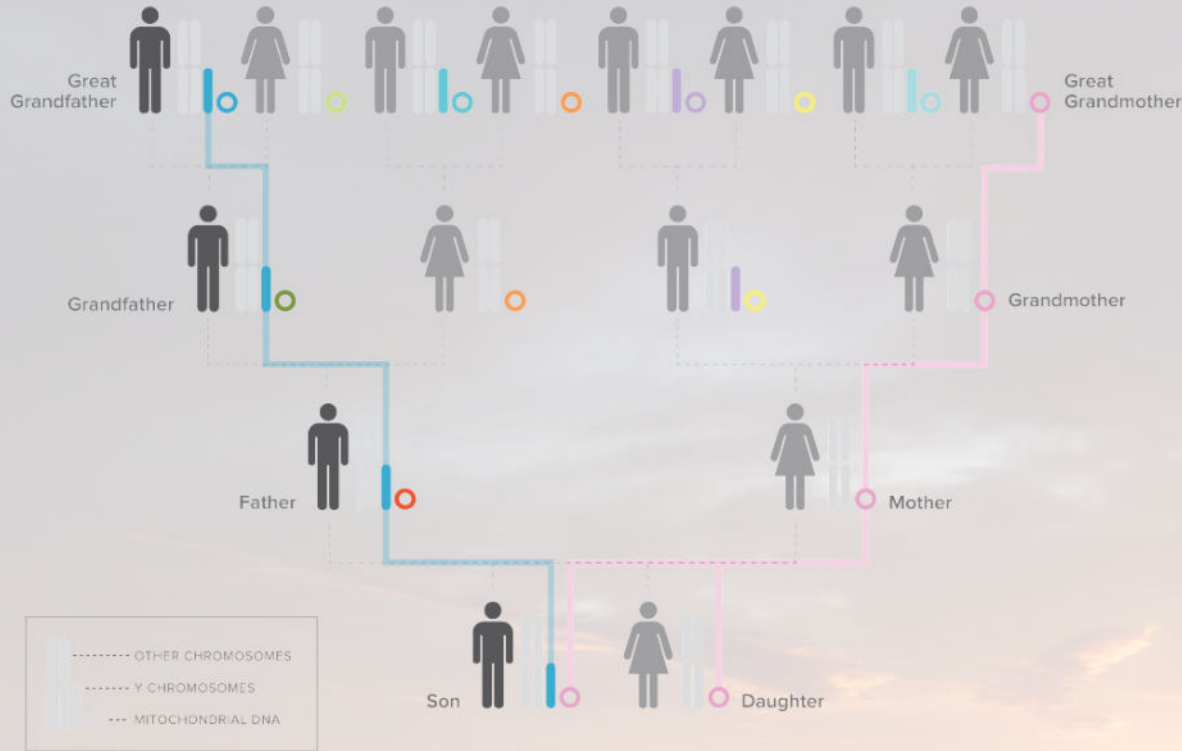 Great
Grandfather
Great
Grandmother
Grandfather
Grandmother
Father
Mother
Son
Daughter
OTHER CHROMOSOMES
Y CHROMOSOMES
MITOCHONDRIAL DNA